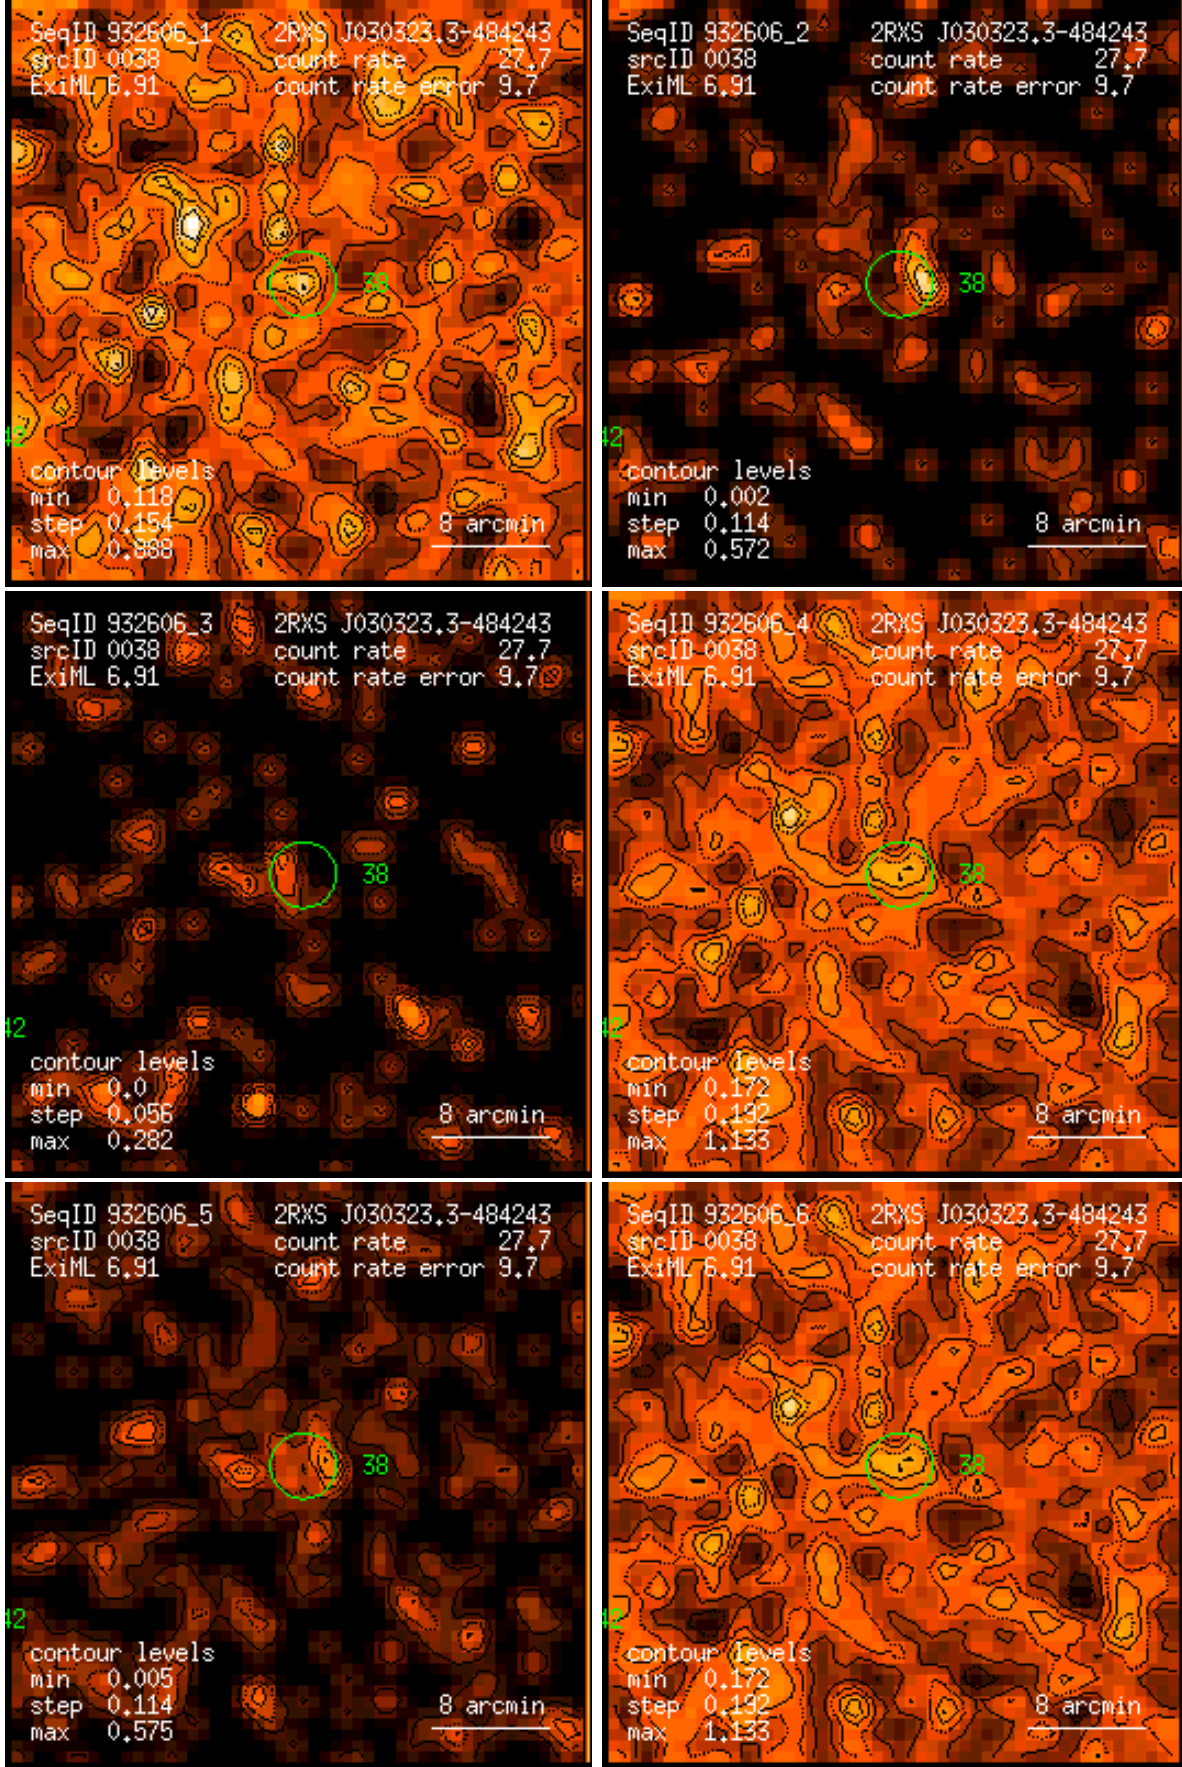 SeqID 932606_1 2RXS J030323.3-484243
srcID 0038 count rate 27.7
ExiML 6.91 count rate error 9.7
38
42
contour levels
min 0.118
step 0.154 8 arcmin
max 0.888
SeqID 932606_2 2RXS J030323.3-484243
srcID 0038 count rate 27.7
ExiML 6.91 count rate error 9.7
38
42
contour levels
min 0.002
step 0.114 8 arcmin
max 0.572
SeqID 932606_3 2RXS J030323.3-484243
srcID 0038 count rate 27.7
ExiML 6.91 count rate error 9.7
38
42
contour levels
min 0.0
step 0.056 8 arcmin
max 0.282
SeqID 932606_4 2RXS J030323.3-484243
srcID 0038 count rate 27.7
ExiML 6.91 count rate error 9.7
38
42
contour levels
min 0.172
step 0.192 8 arcmin
max 1.133
SeqID 932606_5 2RXS J030323.3-484243
srcID 0038 count rate 27.7
ExiML 6.91 count rate error 9.7
38
42
contour levels
min 0.005
step 0.114 8 arcmin
max 0.575
SeqID 932606_6 2RXS J030323.3-484243
srcID 0038 count rate 27.7
ExiML 6.91 count rate error 9.7
38
42
contour levels
min 0.172
step 0.192 8 arcmin
max 1.133